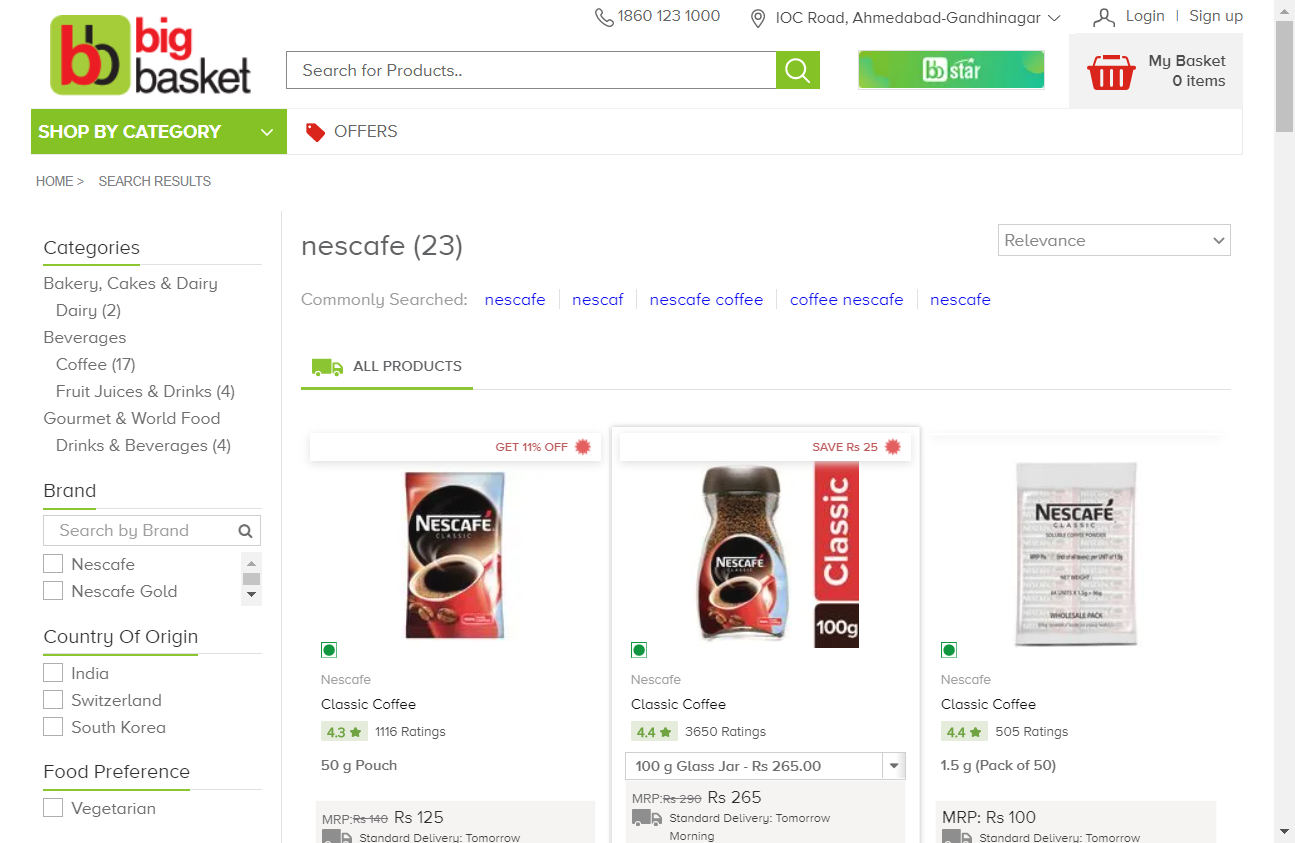 big
basket
1860 123 1000
IOC Road, Ahmedabad-Gandhinagar
Login | Sign up
Search for Products..
bb star
My Basket
0 items
SHOP BY CATEGORY
OFFERS
HOME > SEARCH RESULTS
Categories
Bakery, Cakes & Dairy
Dairy (2)
Beverages
Coffee (17)
Fruit Juices & Drinks (4)
Gourmet & World Food
Drinks & Beverages (4)
Brand
Search by Brand
Nescafe
Nescafe Gold
Country Of Origin
India
Switzerland
South Korea
Food Preference
Vegetarian
nescafe (23)
Relevance
Commonly Searched: nescafe nescaf nescafe coffee coffee nescafe nescafe
ALL PRODUCTS
GET 11% OFF
NESCAFÉ
CLASSIC
Nescafe
Classic Coffee
4.3 1116 Ratings
50 g Pouch
MRP:Rs 140 Rs 125
Standard Delivery: Tomorrow
SAVE Rs 25
NESCAFÉ
CLASSIC
Classic
100g
Nescafe
Classic Coffee
4.4 3650 Ratings
100 g Glass Jar - Rs 265.00
MRP:Rs 290 Rs 265
Standard Delivery: Tomorrow
Morning
NESCAFÉ
CLASSIC
SOLUBLE COFFEE POWDER
NET WEIGHT
WHOLESALE PACK
Nescafe
Classic Coffee
4.4 505 Ratings
1.5 g (Pack of 50)
MRP: Rs 100
Standard Delivery: Tomorrow